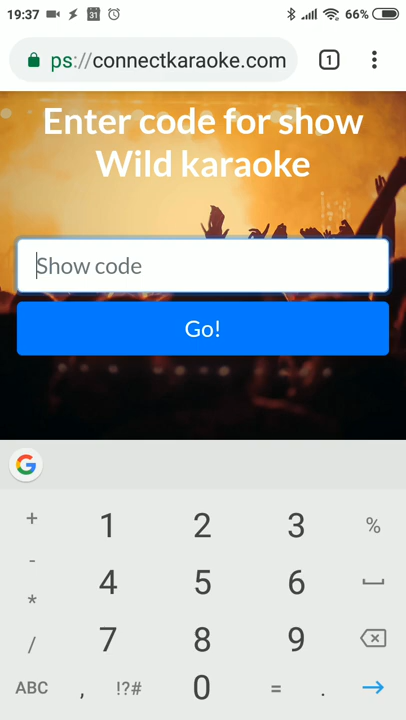 19:37
31
66%
ps://connectkaraoke.com
1
Enter code for show
Wild karaoke
Show code
Go!
G
+ 1 2 3 %
-
4 5 6
*
/ 7 8 9
ABC , !?# 0 = .